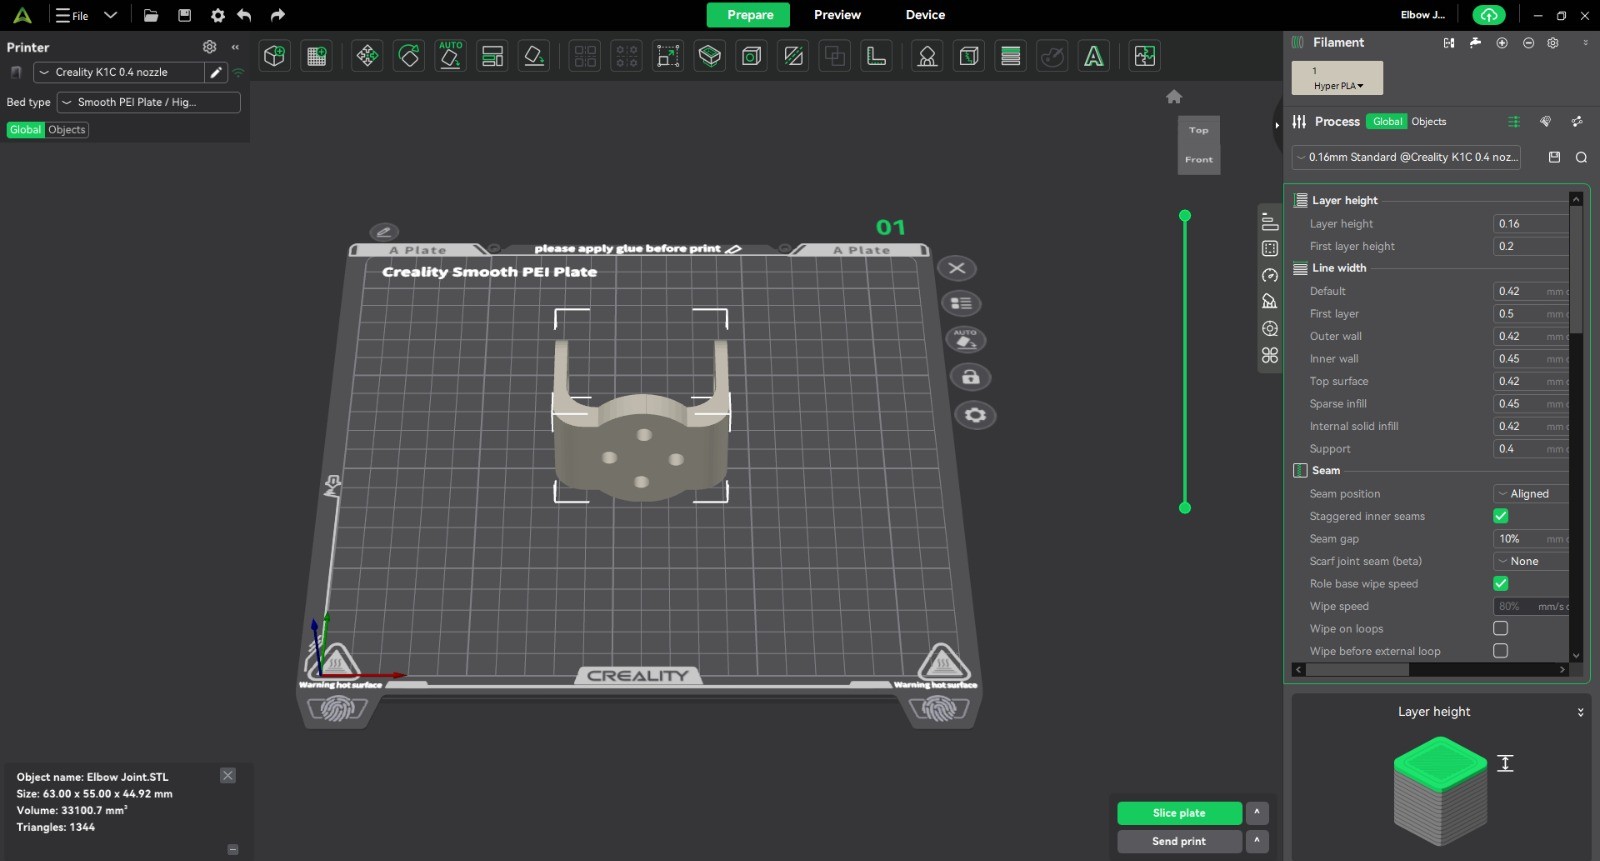 File
Prepare
Preview
Device
Elbow J...
Printer
Creality K1C 0.4 nozzle
Bed type
Smooth PEI Plate / Hig...
Global
Objects
AUTO
Top
Front
01
A Plate
please apply glue before print
A Plate
Creality Smooth PEI Plate
AUTO
CREALITY
Warning hot surface
Warning hot surface
Object name: Elbow Joint.STL
Size: 63.00 x 55.00 x 44.92 mm
Volume: 33100.7 mm³
Triangles: 1344
Slice plate
Send print
Filament
1
Hyper PLA
Process
Global
Objects
0.16mm Standard @Creality K1C 0.4 noz...
Layer height
Layer height 0.16
First layer height 0.2
Line width
Default 0.42 mm
First layer 0.5 mm
Outer wall 0.42 mm
Inner wall 0.45 mm
Top surface 0.42 mm
Sparse infill 0.45 mm
Internal solid infill 0.42 mm
Support 0.4 mm
Seam
Seam position Aligned
Staggered inner seams
Seam gap 10% mm
Scarf joint seam (beta) None
Role base wipe speed
Wipe speed 80% mm/s
Wipe on loops
Wipe before external loop
Layer height